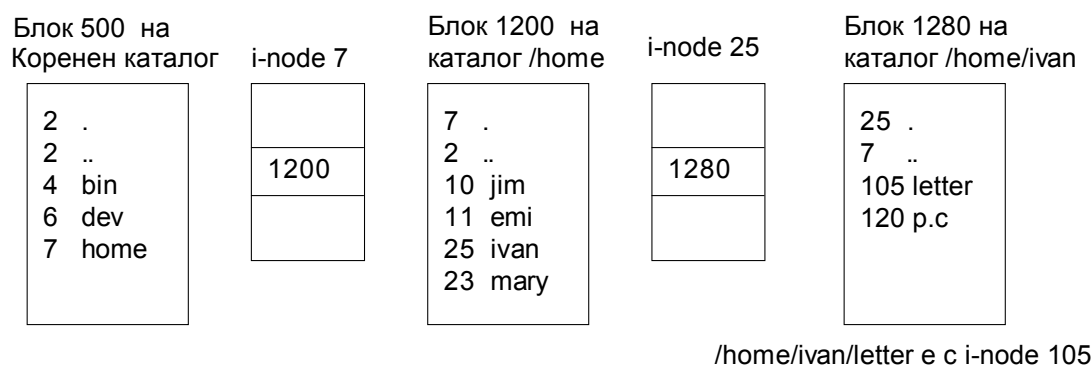 Блок 500 на
Коренен каталог
2 .
2 ..
4 bin
6 dev
7 home
i-node 7
1200
Блок 1200 на
каталог /home
7 .
2 ..
10 jim
11 emi
25 ivan
23 mary
i-node 25
1280
Блок 1280 на
каталог /home/ivan
25 .
7 ..
105 letter
120 p.c
/home/ivan/letter е с i-node 105